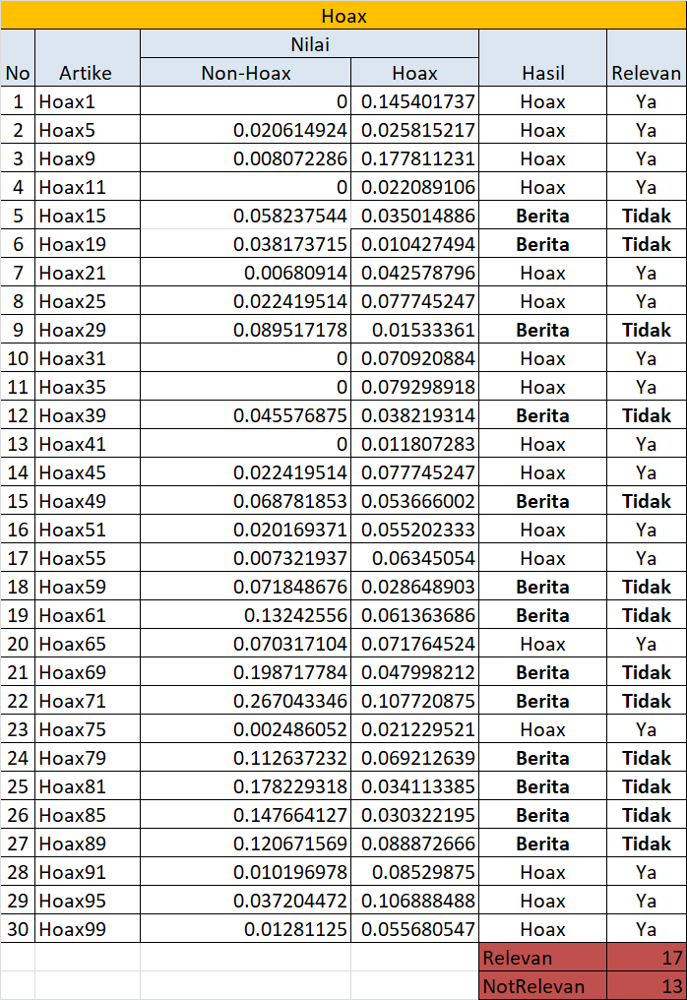 Hoax
Nilai
No Artike Non-Hoax Hoax Hasil Relevan
1 Hoax1 0 0.145401737 Hoax Ya
2 Hoax5 0.020614924 0.025815217 Hoax Ya
3 Hoax9 0.008072286 0.177811231 Hoax Ya
4 Hoax11 0 0.022089106 Hoax Ya
5 Hoax15 0.058237544 0.035014886 Berita Tidak
6 Hoax19 0.038173715 0.010427494 Berita Tidak
7 Hoax21 0.00680914 0.042578796 Hoax Ya
8 Hoax25 0.022419514 0.077745247 Hoax Ya
9 Hoax29 0.089517178 0.01533361 Berita Tidak
10 Hoax31 0 0.070920884 Hoax Ya
11 Hoax35 0 0.079298918 Hoax Ya
12 Hoax39 0.045576875 0.038219314 Berita Tidak
13 Hoax41 0 0.011807283 Hoax Ya
14 Hoax45 0.022419514 0.077745247 Hoax Ya
15 Hoax49 0.068781853 0.053666002 Berita Tidak
16 Hoax51 0.020169371 0.055202333 Hoax Ya
17 Hoax55 0.007321937 0.06345054 Hoax Ya
18 Hoax59 0.071848676 0.028648903 Berita Tidak
19 Hoax61 0.13242556 0.061363686 Berita Tidak
20 Hoax65 0.070317104 0.071764524 Hoax Ya
21 Hoax69 0.198717784 0.047998212 Berita Tidak
22 Hoax71 0.267043346 0.107720875 Berita Tidak
23 Hoax75 0.002486052 0.021229521 Hoax Ya
24 Hoax79 0.112637232 0.069212639 Berita Tidak
25 Hoax81 0.178229318 0.034113385 Berita Tidak
26 Hoax85 0.147664127 0.030322195 Berita Tidak
27 Hoax89 0.120671569 0.088872666 Berita Tidak
28 Hoax91 0.010196978 0.08529875 Hoax Ya
29 Hoax95 0.037204472 0.106888488 Hoax Ya
30 Hoax99 0.01281125 0.055680547 Hoax Ya
Relevan 17
NotRelevan 13